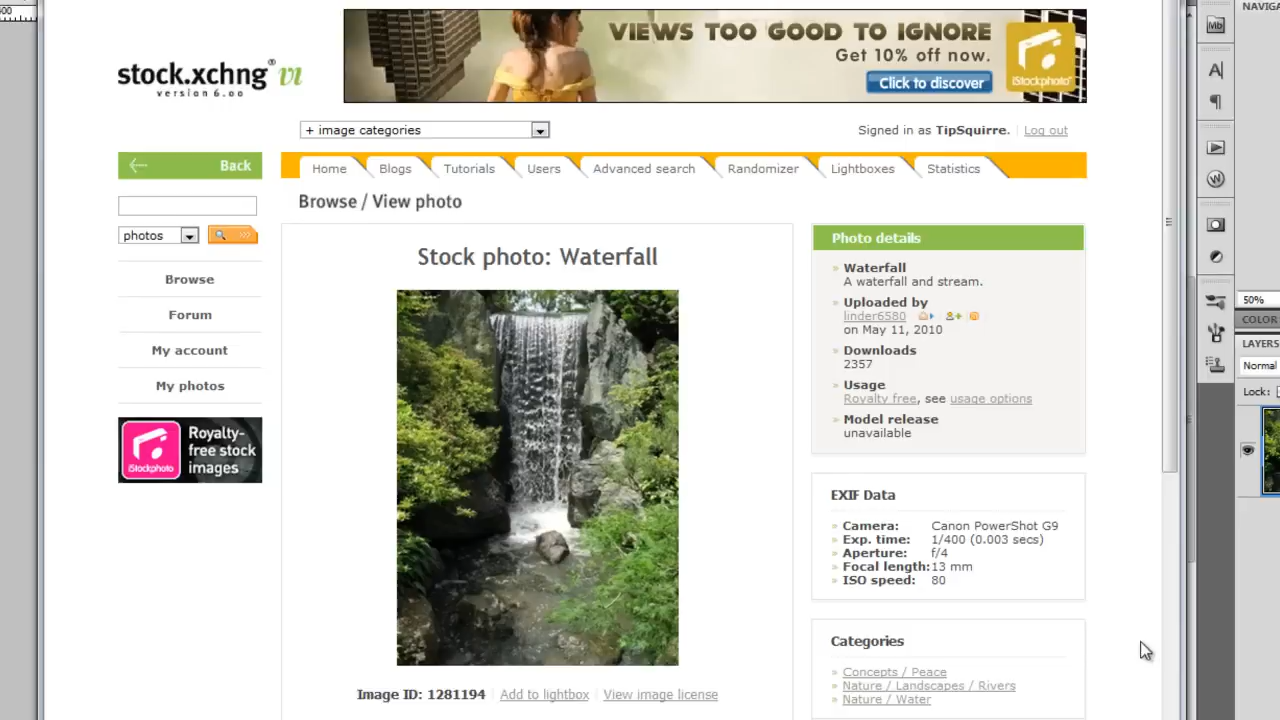 NAVIGA
VIEWS TOO GOOD TO IGNORE
Get 10% off now.
Click to discover
iStockphoto
stock.xchng® vi
version 6.00
+ image categories
Signed in as TipSquirre. Log out
Back
Home Blogs Tutorials Users Advanced search Randomizer Lightboxes Statistics
Browse / View photo
photos
Browse
Forum
My account
My photos
Royalty-
free stock
images
iStockphoto
Stock photo: Waterfall
Image ID: 1281194 Add to lightbox View image license
Photo details
» Waterfall
A waterfall and stream.
» Uploaded by
linder6580
on May 11, 2010
» Downloads
2357
» Usage
Royalty free, see usage options
» Model release
unavailable
EXIF Data
» Camera: Canon PowerShot G9
» Exp. time: 1/400 (0.003 secs)
» Aperture: f/4
» Focal length: 13 mm
» ISO speed: 80
Categories
» Concepts / Peace
» Nature / Landscapes / Rivers
» Nature / Water
Mb
50%
COLOR
LAYERS
Normal
Lock: